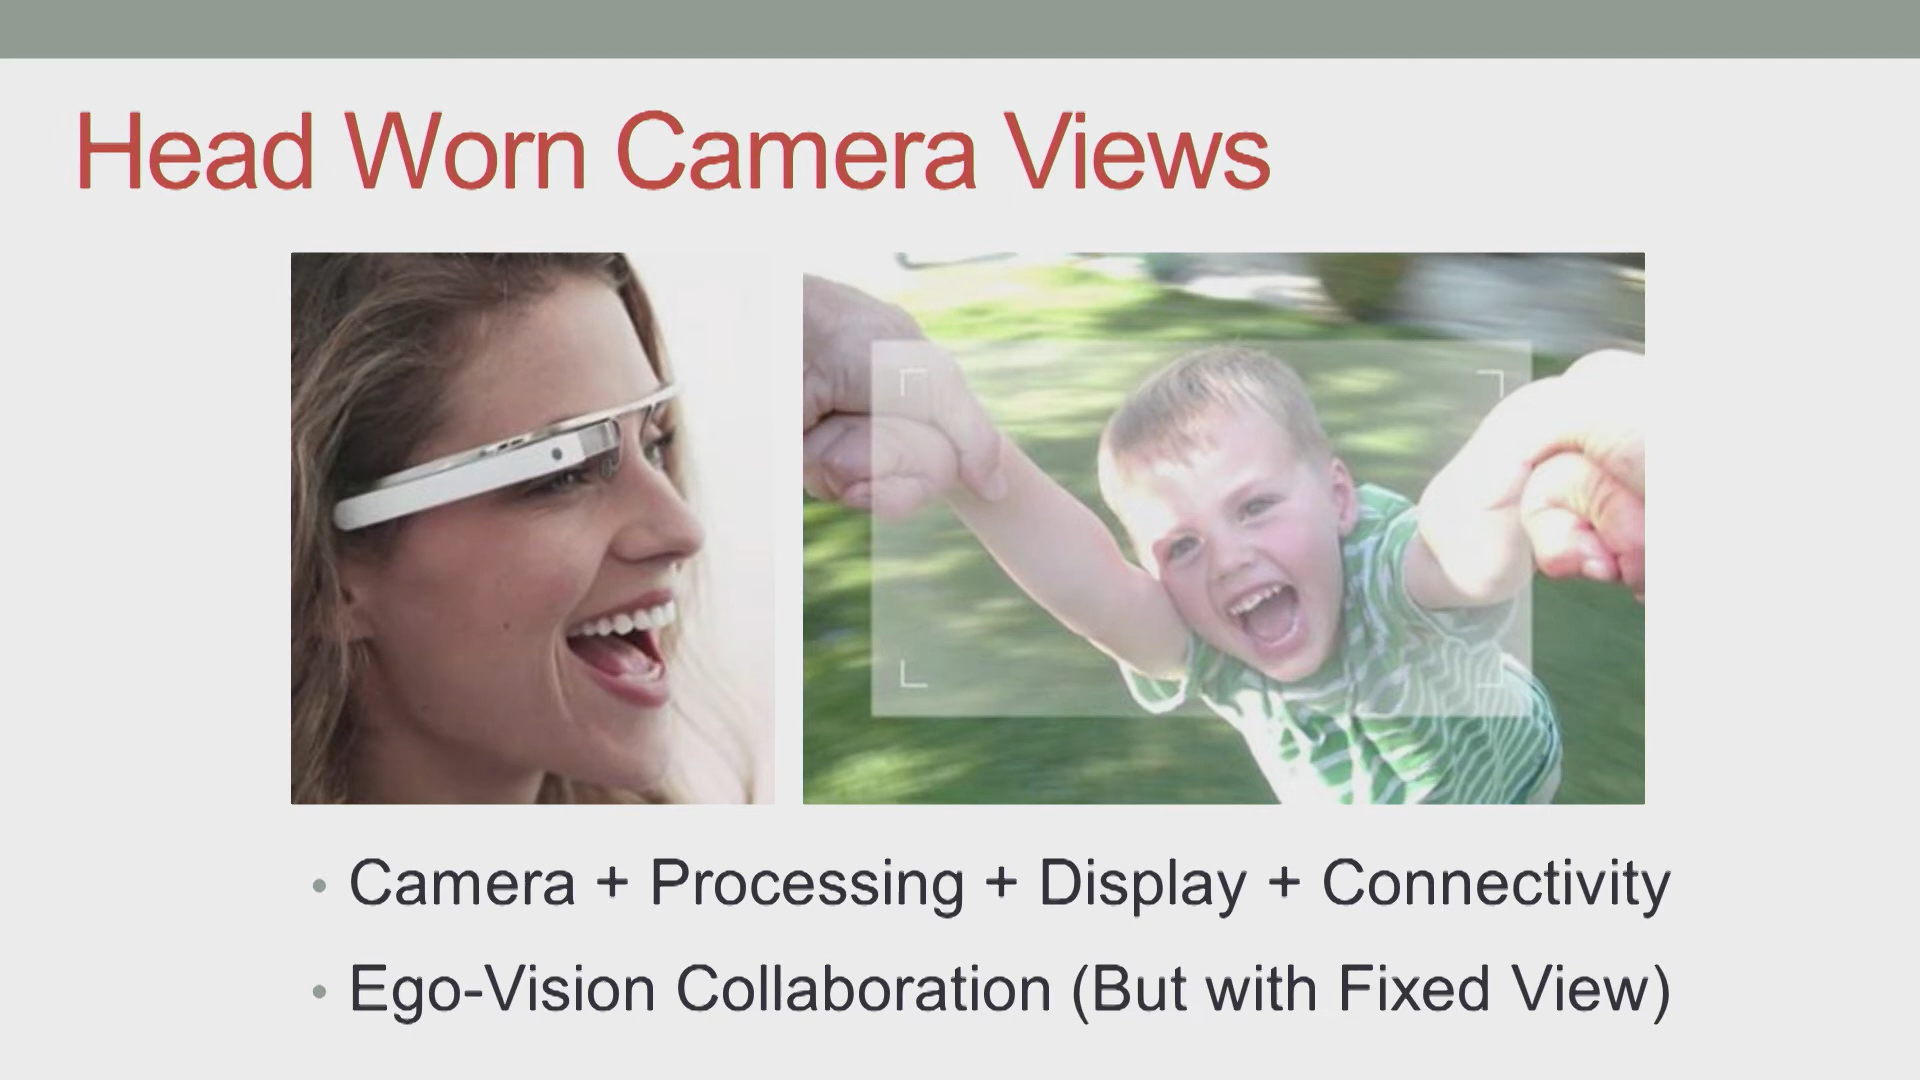 Head Worn Camera Views
• Camera + Processing + Display + Connectivity
• Ego-Vision Collaboration (But with Fixed View)